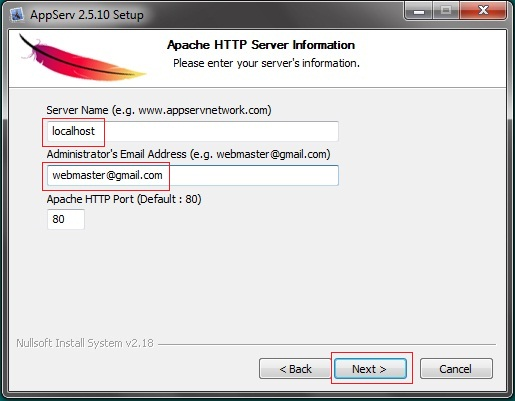 AppServ 2.5.10 Setup
Apache HTTP Server Information
Please enter your server's information.
Server Name (e.g. www.appservnetwork.com)
localhost
Administrator's Email Address (e.g. webmaster@gmail.com)
webmaster@gmail.com
Apache HTTP Port (Default : 80)
80
Nullsoft Install System v2.18
< Back Next > Cancel